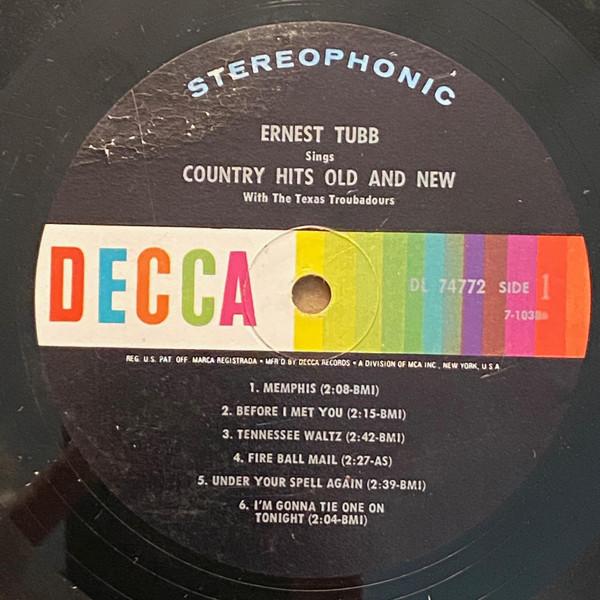 STEREOPHONIC
ERNEST TUBB
Sings
COUNTRY HITS OLD AND NEW
With The Texas Troubadours
DECCA
DL 74772 SIDE 1
REG. U.S. PAT. OFF. MARCA REGISTRADA • MFR'D BY DECCA RECORDS • A DIVISION OF MCA INC., NEW YORK, U.S.A
1. MEMPHIS (2:08-BMI)
2. BEFORE I MET YOU (2:15-BMI)
3. TENNESSEE WALTZ (2:42-BMI)
4. FIRE BALL MAIL (2:27-AS)
5. UNDER YOUR SPELL AGAIN (2:39-BMI)
6. I'M GONNA TIE ONE ON
TONIGHT (2:04-BMI)